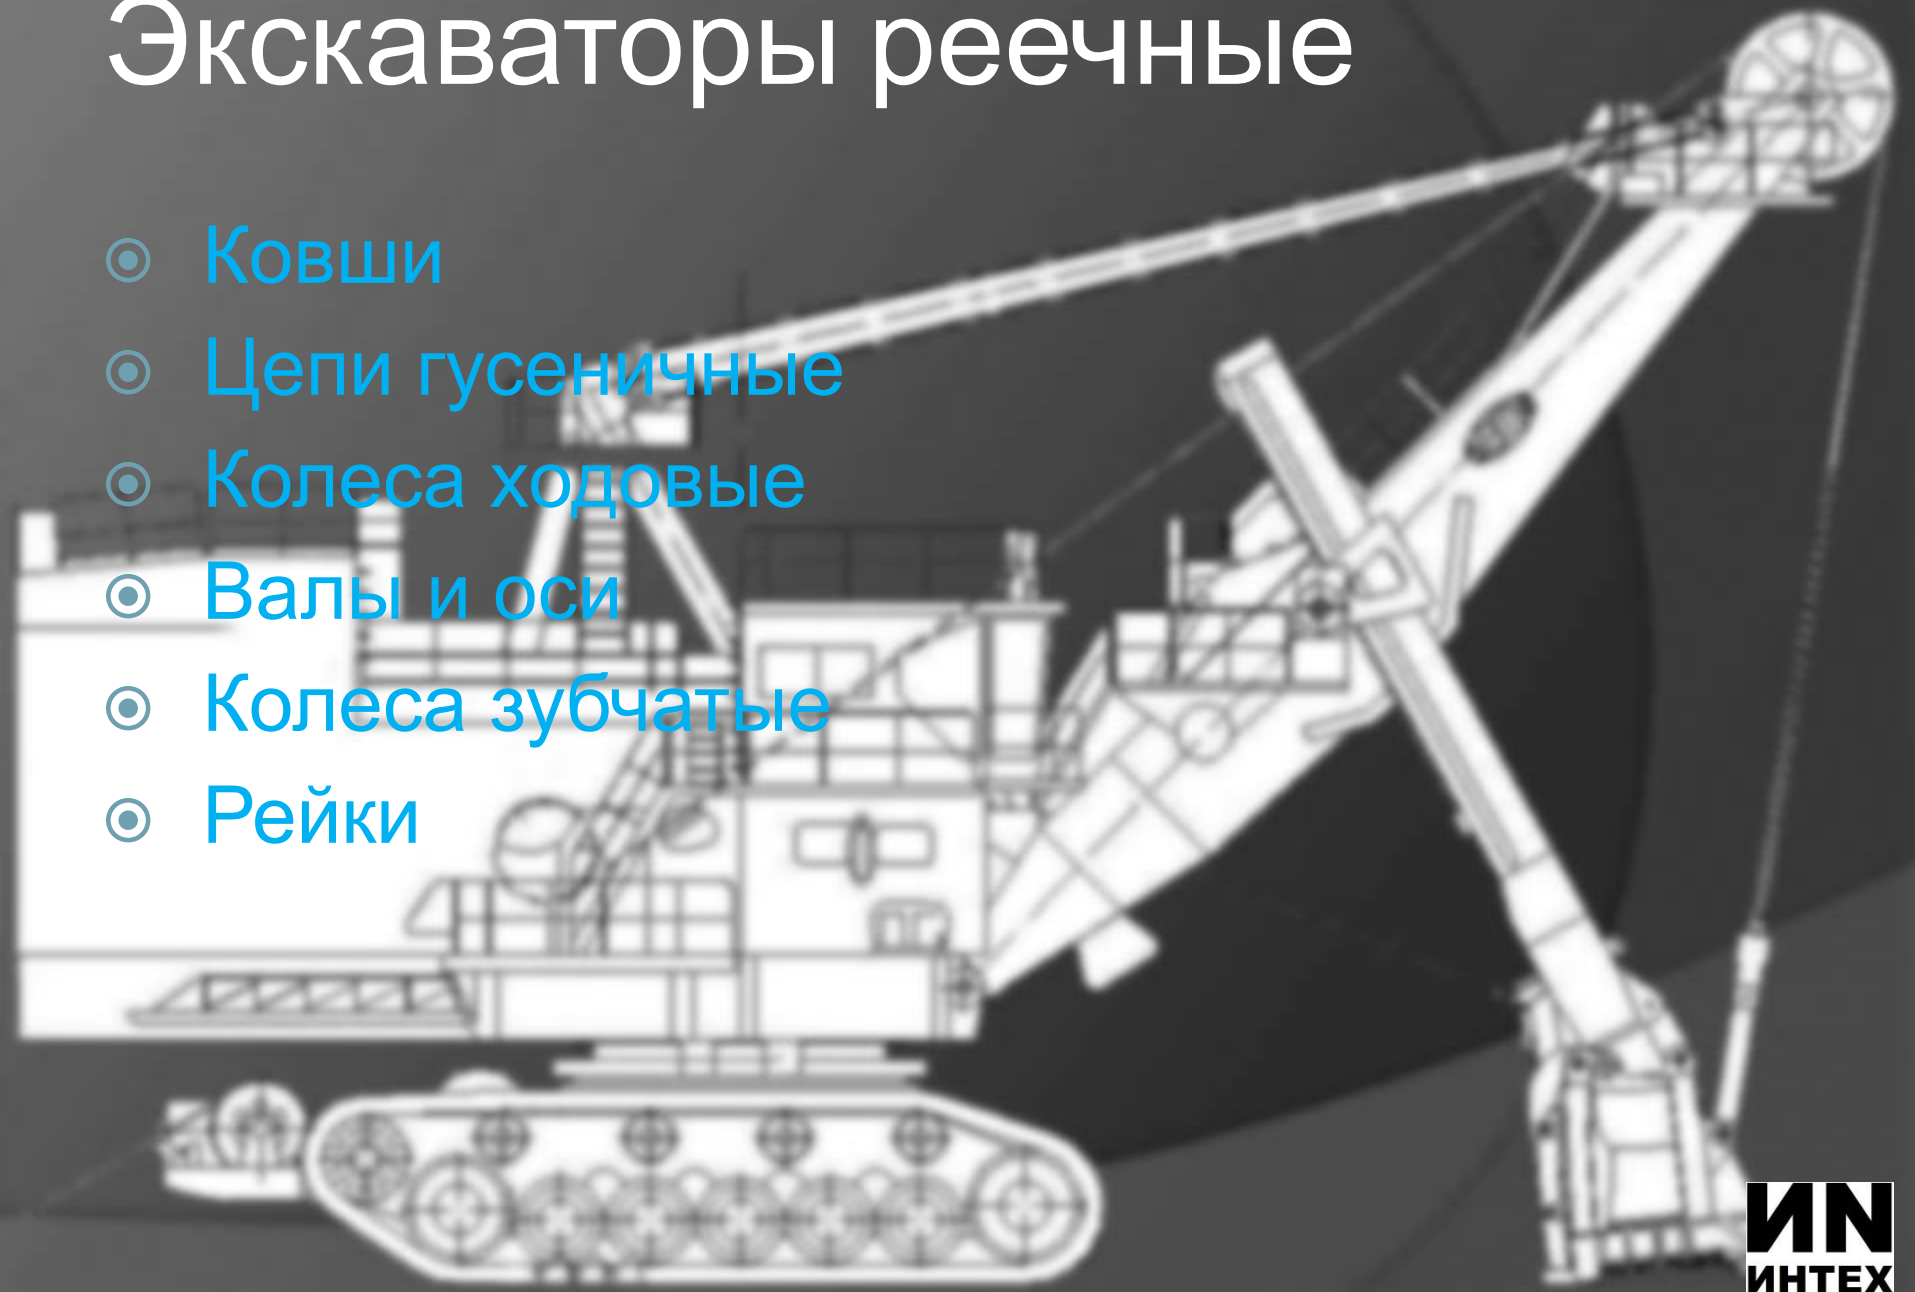 Экскаваторы реечные
Ковши
Цепи гусеничные
Колеса ходовые
Валы и оси
Колеса зубчатые
Рейки
ИN
ИНТЕХ